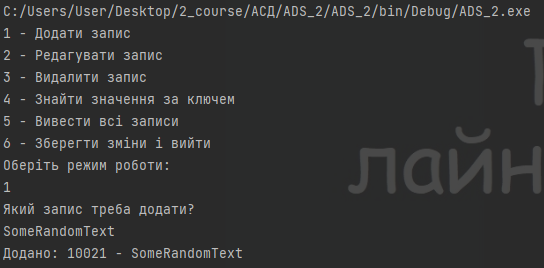 C:/Users/User/Desktop/2_course/АСД/ADS_2/ADS_2/bin/Debug/ADS_2.exe
1 - Додати запис
2 - Редагувати запис
3 - Видалити запис
4 - Знайти значення за ключем
5 - Вивести всі записи
6 - Зберегти зміни і вийти
Оберіть режим роботи:
1
Який запис треба додати?
SomeRandomText
Додано: 10021 - SomeRandomText
лайн